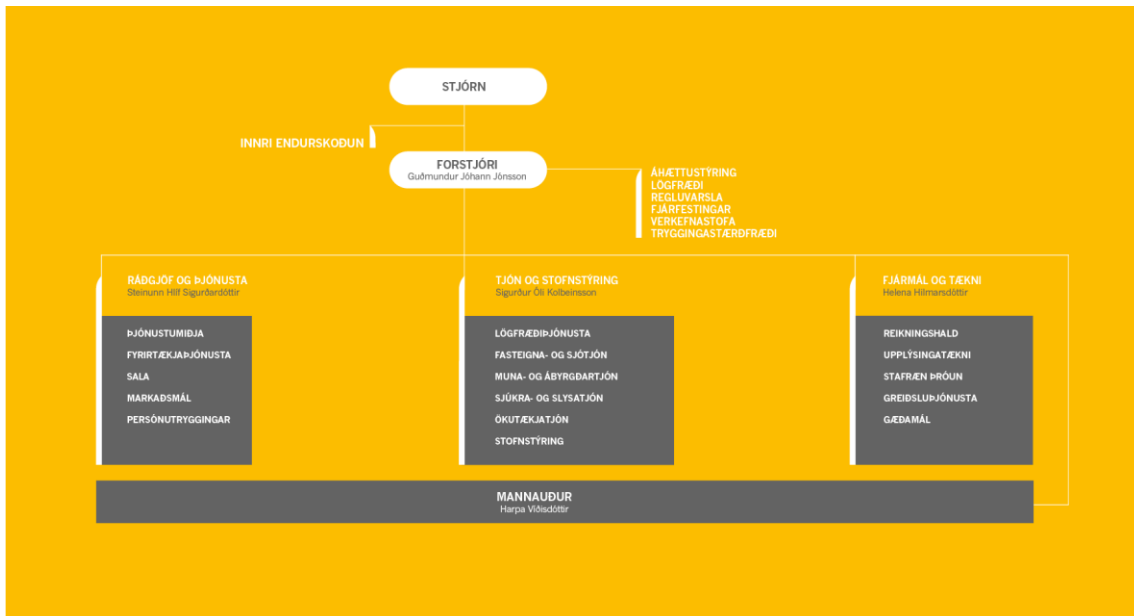 STJÓRN
INNRI ENDURSKOÐUN
FORSTJÓRI
Guðmundur Jóhann Jónsson
ÁHÆTTUSTÝRING
LÖGFRÆÐI
REGLUVARSLA
FJÁRFESTINGAR
VERKEFNASTOFA
TRYGGINGASTÆRÐFRÆÐI
RÁÐGJÖF OG ÞJÓNUSTA
Steinunn Hlíf Sigurðardóttir
ÞJÓNUSTUMIÐJA
FYRIRTÆKJAÞJÓNUSTA
SALA
MARKAÐSMÁL
PERSÓNUTRYGGINGAR
TJÓN OG STOFNSTÝRING
Sigurður Óli Kolbeinsson
LÖGFRÆÐIÞJÓNUSTA
FASTEIGNA- OG SJÓTJÓN
MUNA- OG ÁBYRGÐARTJÓN
SJÚKRA- OG SLYSATJÓN
ÖKUTÆKJATJÓN
STOFNSTÝRING
FJÁRMÁL OG TÆKNI
Helena Hilmarsdóttir
REIKNINGSHALD
UPPLÝSINGATÆKNI
STAFRÆN ÞRÓUN
GREIÐSLUÞJÓNUSTA
GÆÐAMÁL
MANNAUÐUR
Harpa Víðisdóttir